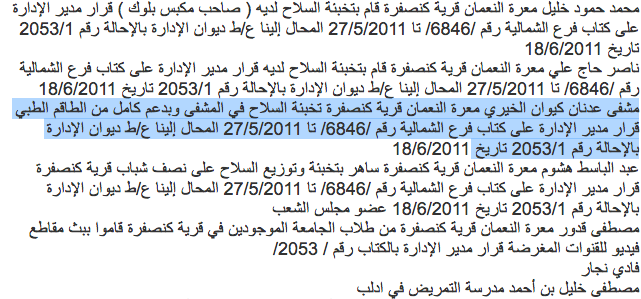 محمد حمود خليل معرة النعمان قرية كنصفرة قام بتخبئة السلاح لديه ( صاحب مكبس بلوك ) قرار مدير الإدارة
على كتاب فرع الشمالية رقم /6846/ تا 27/5/2011 المحال إلينا ع/ط ديوان الإدارة بالإحالة رقم 2053/1
تاريخ 18/6/2011
ناصر حاج علي معرة النعمان قرية كنصفرة قام بتخبئة السلاح لديه قرار مدير الإدارة على كتاب فرع الشمالية
رقم /6846/ تا 27/5/2011 المحال إلينا ع/ط ديوان الإدارة بالإحالة رقم 2053/1 تاريخ 18/6/2011
مشفى عدنان كيوان الخيري معرة النعمان قرية كنصفرة تخبئة السلاح في المشفى وبدعم كامل من الطاقم الطبي
قرار مدير الإدارة على كتاب فرع الشمالية رقم /6846/ تا 27/5/2011 المحال إلينا ع/ط ديوان الإدارة
بالإحالة رقم 2053/1 تاريخ 18/6/2011
عبد الباسط هشوم معرة النعمان قرية كنصفرة ساهر بتخبئة وتوزيع السلاح على نصف شباب قرية كنصفرة
قرار مدير الإدارة على كتاب فرع الشمالية رقم /6846/ تا 27/5/2011 المحال إلينا ع/ط ديوان الإدارة
بالإحالة رقم 2053/1 تاريخ 18/6/2011 عضو مجلس الشعب
مصطفى قدور معرة النعمان قرية كنصفرة من طلاب الجامعة الموجودين في قرية كنصفرة قاموا ببث مقاطع
فيديو للقنوات المغرضة قرار مدير الإدارة بالكتاب رقم / 2053/
فادي نجار
مصطفى خليل بن أحمد مدرسة التمريض في ادلب